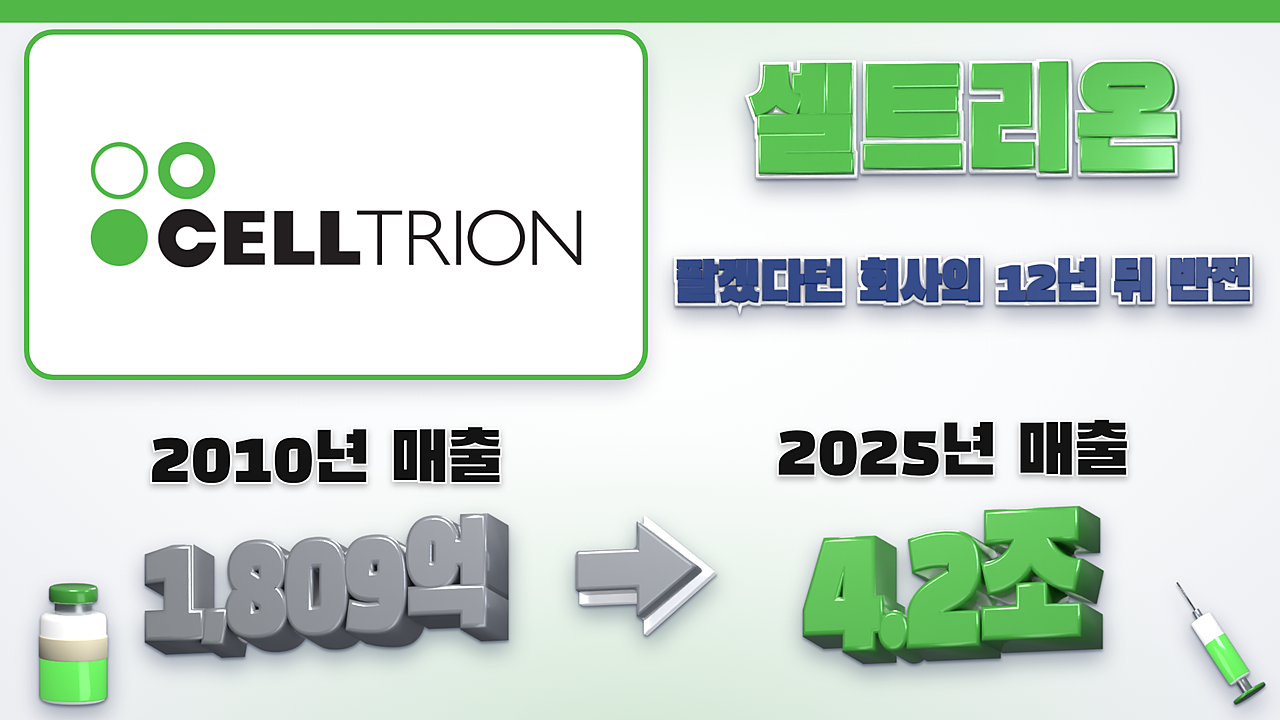 CELLTRION
셀트리온
팔겠다던 회사의 12년 뒤 반전
2010년 매출
2025년 매출
1,809억
4.2조